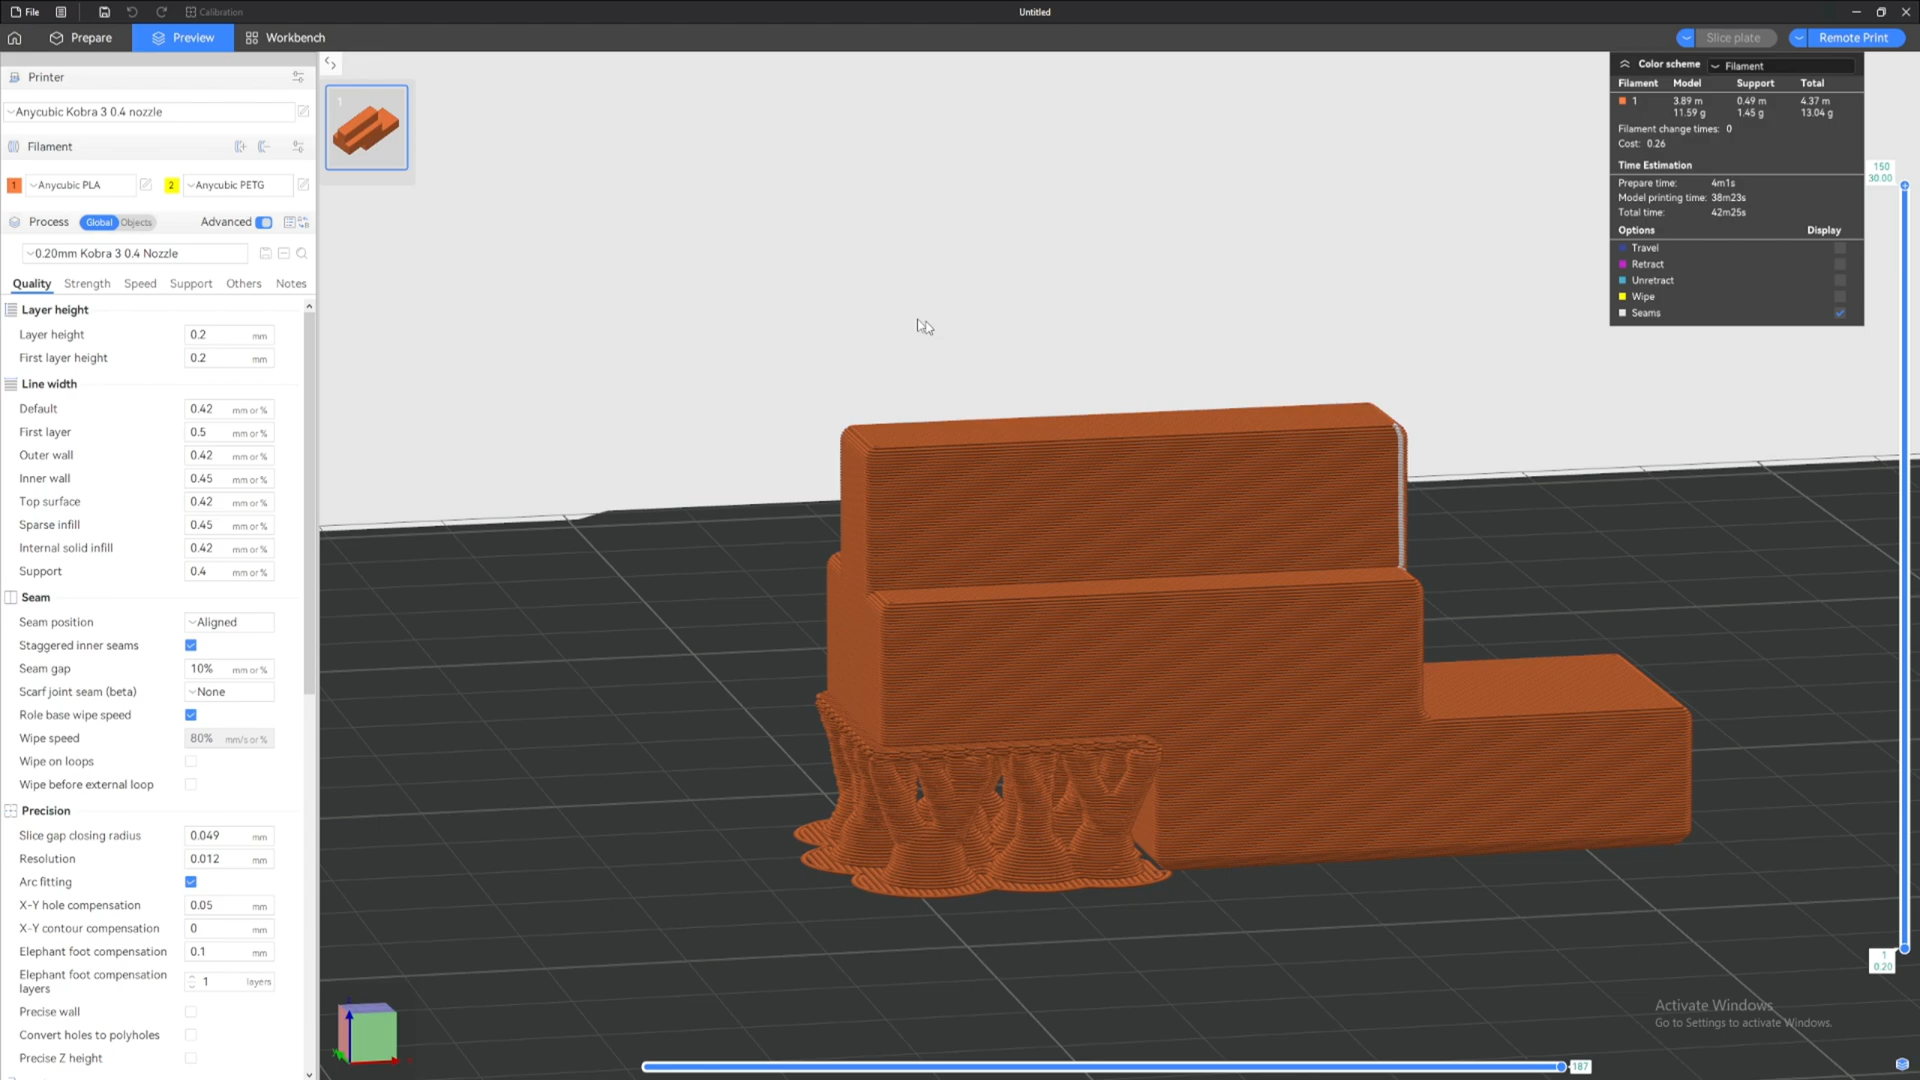 File
Calibration
Untitled
Prepare
Preview
Workbench
Slice plate
Remote Print
Printer
Anycubic Kobra 3 0.4 nozzle
Filament
1 Anycubic PLA
2 Anycubic PETG
Process Global Objects Advanced
0.20mm Kobra 3 0.4 Nozzle
Quality Strength Speed Support Others Notes
Layer height
Layer height 0.2 mm
First layer height 0.2 mm
Line width
Default 0.42 mm or %
First layer 0.5 mm or %
Outer wall 0.42 mm or %
Inner wall 0.45 mm or %
Top surface 0.42 mm or %
Sparse infill 0.45 mm or %
Internal solid infill 0.42 mm or %
Support 0.4 mm or %
Seam
Seam position Aligned
Staggered inner seams
Seam gap 10% mm or %
Scarf joint seam (beta) None
Role base wipe speed
Wipe speed 80% mm/s or %
Wipe on loops
Wipe before external loop
Precision
Slice gap closing radius 0.049 mm
Resolution 0.012 mm
Arc fitting
X-Y hole compensation 0.05 mm
X-Y contour compensation 0 mm
Elephant foot compensation 0.1 mm
Elephant foot compensation
layers 1 layers
Precise wall
Convert holes to polyholes
Precise Z height
1
Color scheme Filament
Filament Model Support Total
1 3.89 m 0.49 m 4.37 m
11.59 g 1.45 g 13.04 g
Filament change times: 0
Cost: 0.26
Time Estimation
Prepare time: 4m1s
Model printing time: 38m23s
Total time: 42m25s
Options Display
Travel
Retract
Unretract
Wipe
Seams
150
30.00
1
0.20
Activate Windows
Go to Settings to activate Windows.
187